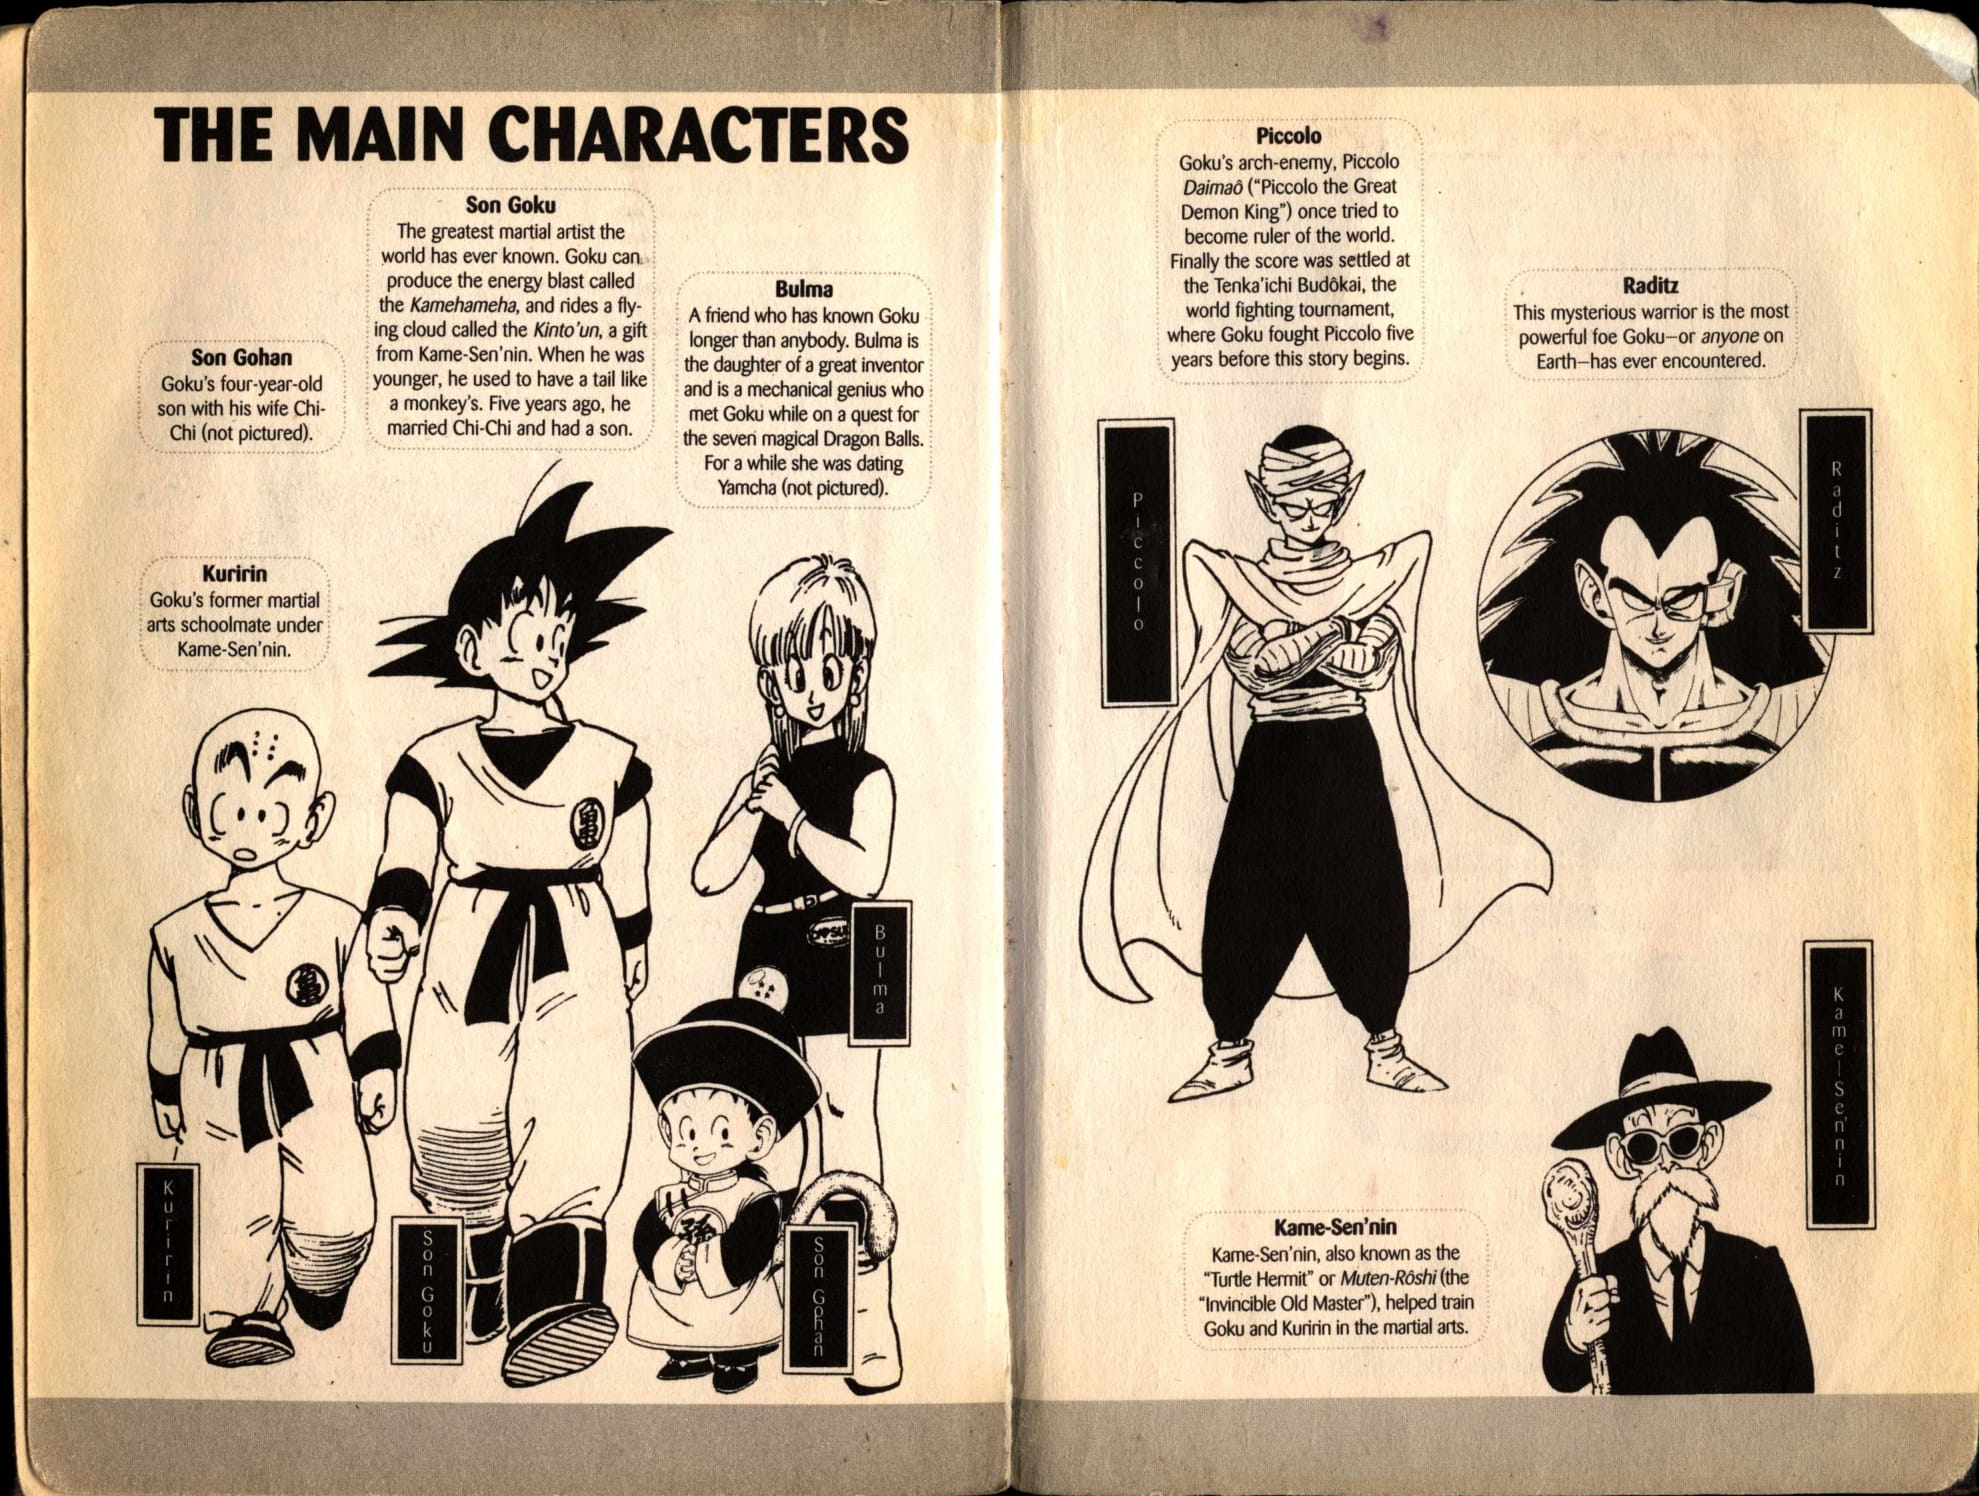 THE MAIN CHARACTERS
Son Goku
The greatest martial artist the
world has ever known. Goku can
produce the energy blast called
the Kamehameha, and rides a fly-
ing cloud called the Kinto'un, a gift
from Kame-Sen'nin. When he was
younger, he used to have a tail like
a monkey's. Five years ago, he
married Chi-Chi and had a son.
Bulma
A friend who has known Goku
longer than anybody. Bulma is
the daughter of a great inventor
and is a mechanical genius who
met Goku while on a quest for
the seven magical Dragon Balls.
For a while she was dating
Yamcha (not pictured).
Son Gohan
Goku's four-year-old
son with his wife Chi-
Chi (not pictured).
Kuririn
Goku's former martial
arts schoolmate under
Kame-Sen'nin.
亀
亀
孫
Bulma
Kuririn
Son Goku
Son Gohan
Piccolo
Goku's arch-enemy, Piccolo
Daimaô ("Piccolo the Great
Demon King") once tried to
become ruler of the world.
Finally the score was settled at
the Tenka'ichi Budôkai, the
world fighting tournament,
where Goku fought Piccolo five
years before this story begins.
Raditz
This mysterious warrior is the most
powerful foe Goku—or anyone on
Earth—has ever encountered.
Piccolo
Raditz
Kame-Sen'nin
Kame-Sen'nin
Kame-Sen'nin, also known as the
"Turtle Hermit" or Muten-Rôshi (the
"Invincible Old Master"), helped train
Goku and Kuririn in the martial arts.